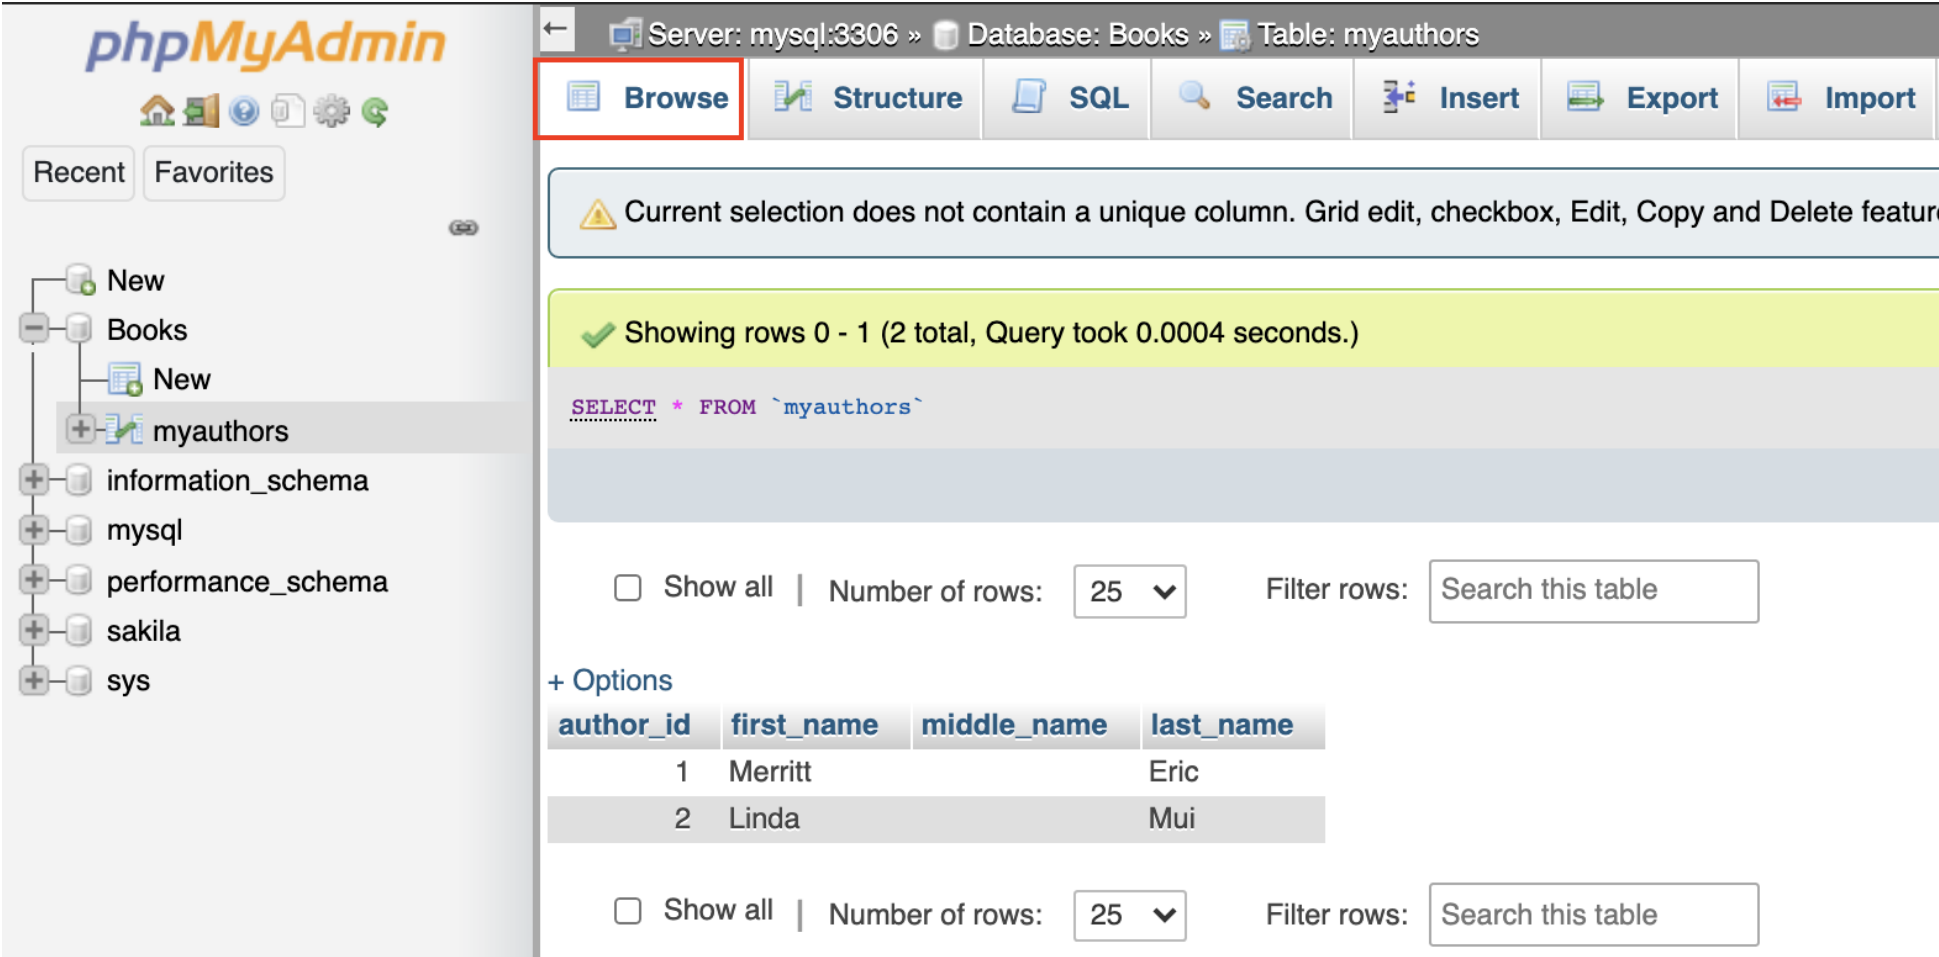 phpMyAdmin
Recent Favorites
New
Books
New
myauthors
information_schema
mysql
performance_schema
sakila
sys
Server: mysql:3306 » Database: Books » Table: myauthors
Browse Structure SQL Search Insert Export Import
Current selection does not contain a unique column. Grid edit, checkbox, Edit, Copy and Delete featur
Showing rows 0 - 1 (2 total, Query took 0.0004 seconds.)
SELECT * FROM `myauthors`
Show all | Number of rows: 25 Filter rows: Search this table
+ Options
author_id first_name middle_name last_name
1 Merritt Eric
2 Linda Mui
Show all | Number of rows: 25 Filter rows: Search this table